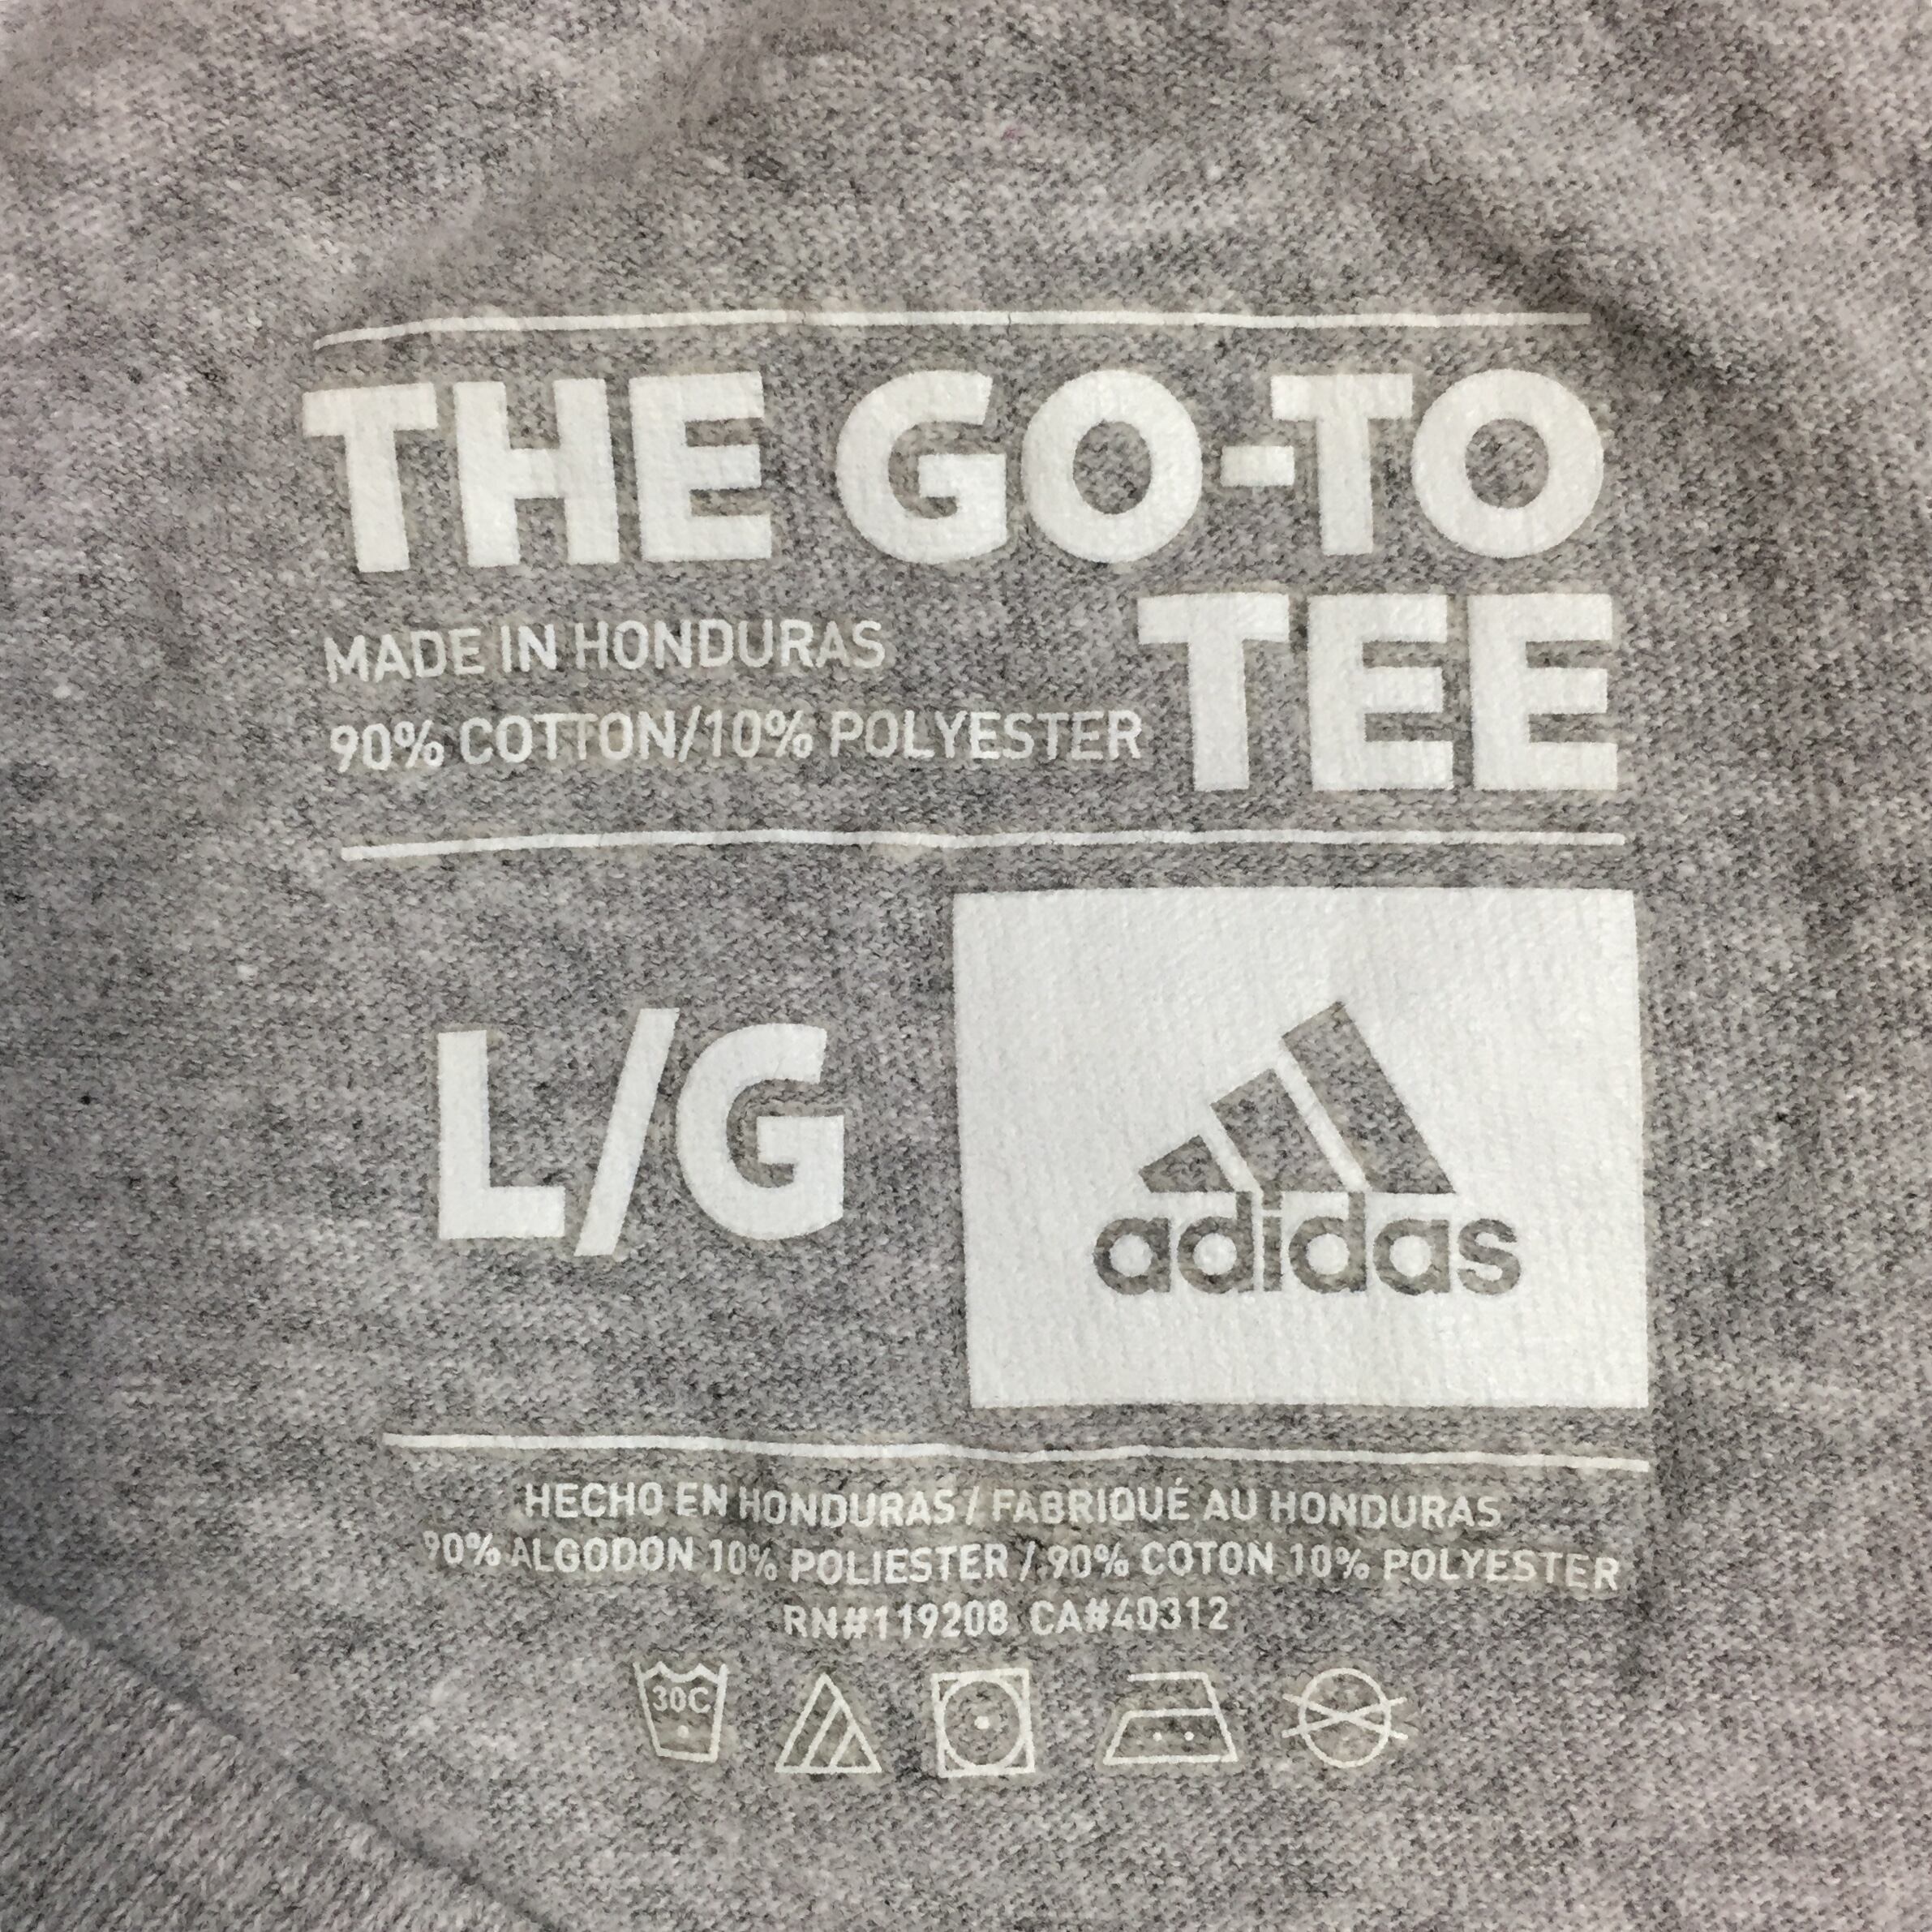 THE GO-TO
TEE
MADE IN HONDURAS
90% COTTON/10% POLYESTER
L/G
adidas
HECHO EN HONDURAS / FABRIQUÉ AU HONDURAS
90% ALGODON 10% POLIESTER / 90% COTON 10% POLYESTER
RN#119208 CA#40312
30C